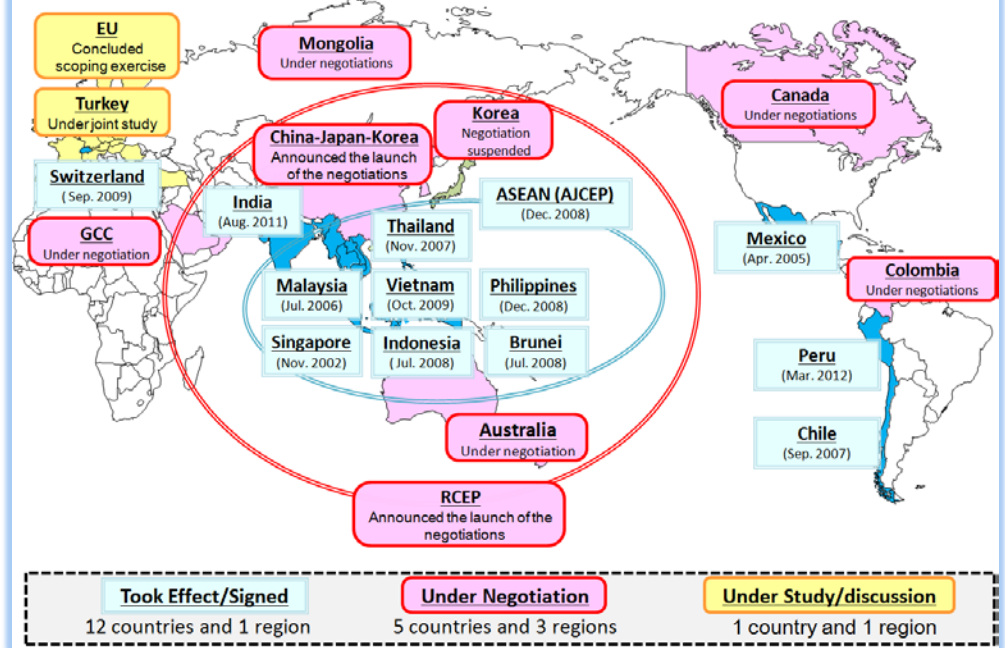 EU
Concluded
scoping exercise
Mongolia
Under negotiations
Turkey
Under joint study
Korea
Negotiation
suspended
Canada
Under negotiations
China-Japan-Korea
Announced the launch
of the negotiations
Switzerland
(Sep. 2009)
India
(Aug. 2011)
ASEAN (AJCEP)
(Dec. 2008)
Thailand
(Nov. 2007)
GCC
Under negotiation
Mexico
(Apr. 2005)
Colombia
Under negotiations
Malaysia
(Jul. 2006)
Vietnam
(Oct. 2009)
Philippines
(Dec. 2008)
Singapore
(Nov. 2002)
Indonesia
(Jul. 2008)
Brunei
(Jul. 2008)
Peru
(Mar. 2012)
Australia
Under negotiation
Chile
(Sep. 2007)
RCEP
Announced the launch of the
negotiations
Took Effect/Signed
12 countries and 1 region
Under Negotiation
5 countries and 3 regions
Under Study/discussion
1 country and 1 region